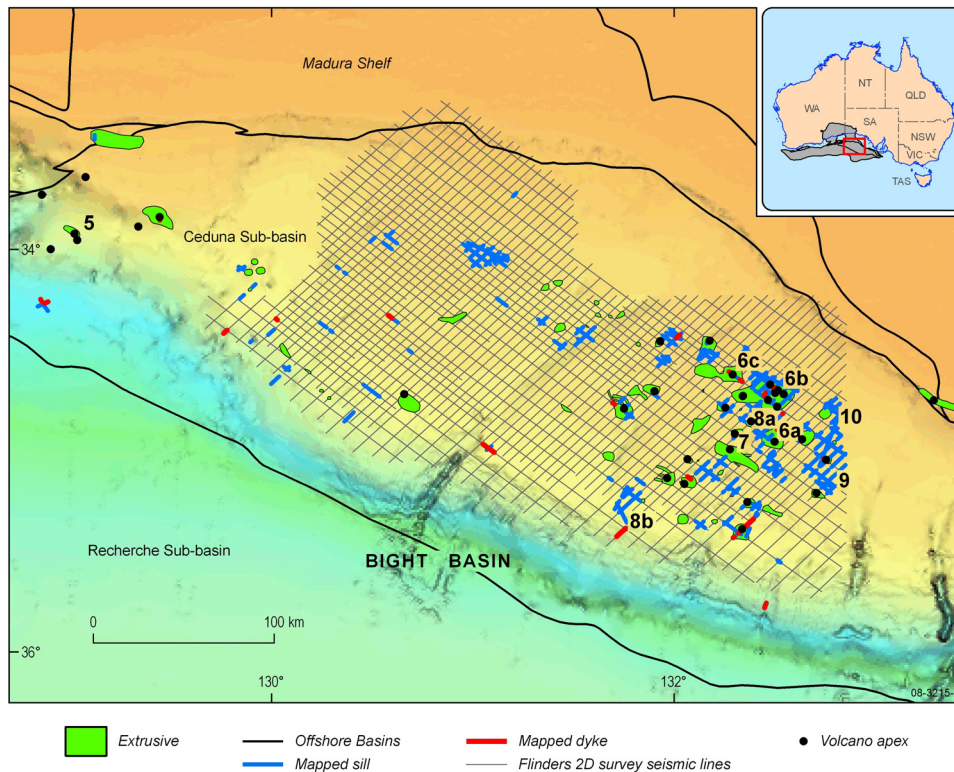 Madura Shelf
NT
QLD
WA
SA
NSW
VIC
TAS
5
34°
Ceduna Sub-basin
6c
6b
10
8a
6a
7
9
8b
Recherche Sub-basin
BIGHT BASIN
0 100 km
36°
130° 132°
08-3215-
Extrusive Offshore Basins Mapped dyke Volcano apex
Mapped sill Flinders 2D survey seismic lines